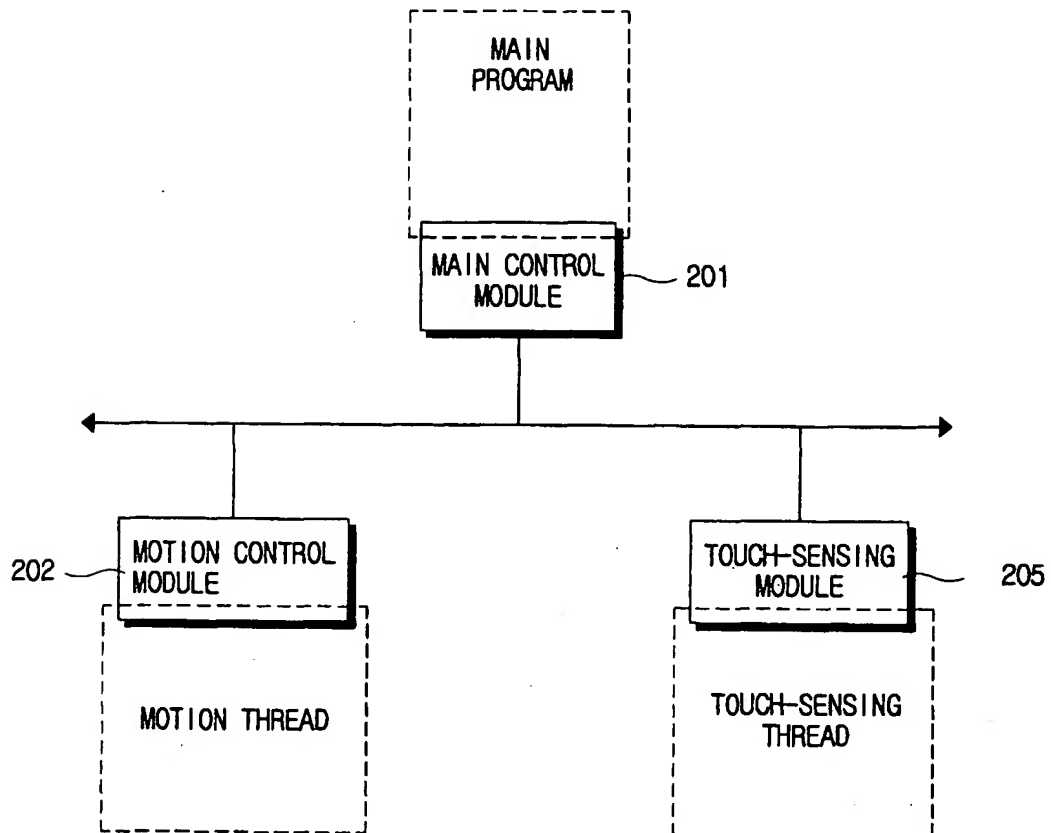 MAIN
PROGRAM
MAIN CONTROL
MODULE
201
MOTION CONTROL
MODULE
202
TOUCH-SENSING
MODULE
205
MOTION THREAD
TOUCH-SENSING
THREAD